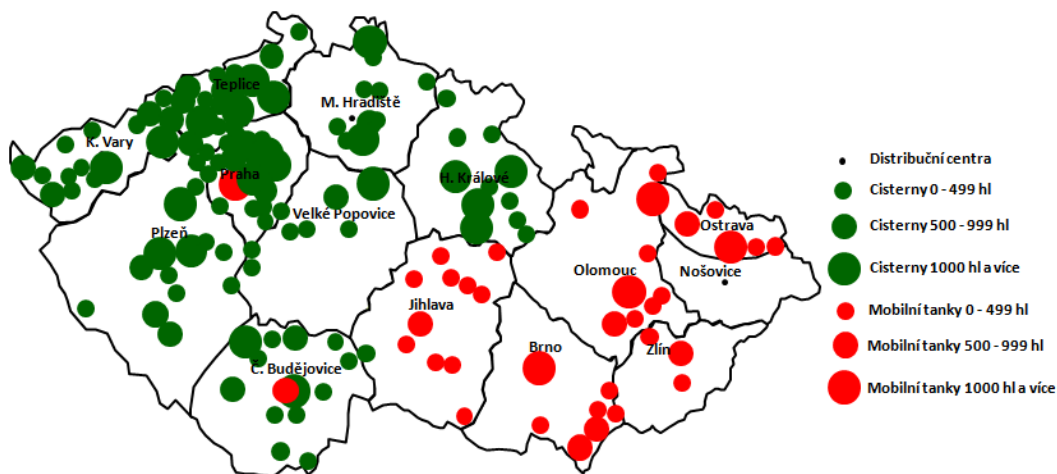 Teplice
M. Hradiště
K. Vary
Praha
H. Králové
Velké Popovice
Plzeň
Ostrava
Olomouc
Nošovice
Jihlava
Brno
Zlín
Č. Budějovice
Distribuční centra
Cisterny 0 - 499 hl
Cisterny 500 - 999 hl
Cisterny 1000 hl a více
Mobilní tanky 0 - 499 hl
Mobilní tanky 500 - 999 hl
Mobilní tanky 1000 hl a více